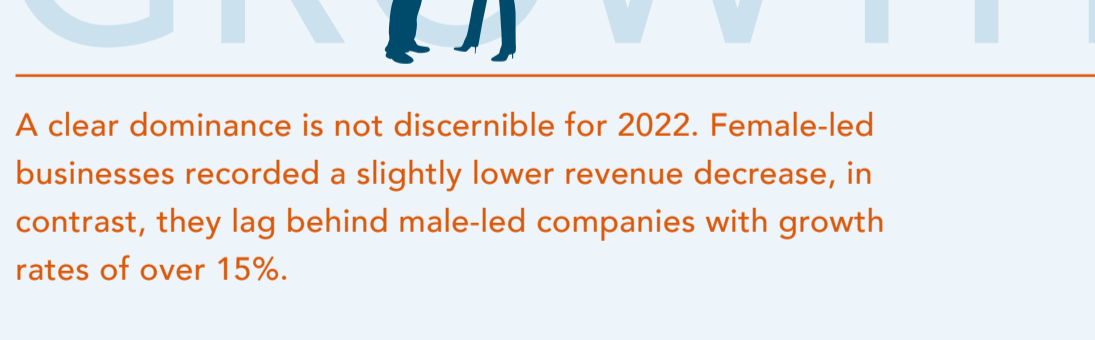 GROWTH
A clear dominance is not discernible for 2022. Female-led
businesses recorded a slightly lower revenue decrease, in
contrast, they lag behind male-led companies with growth
rates of over 15%.